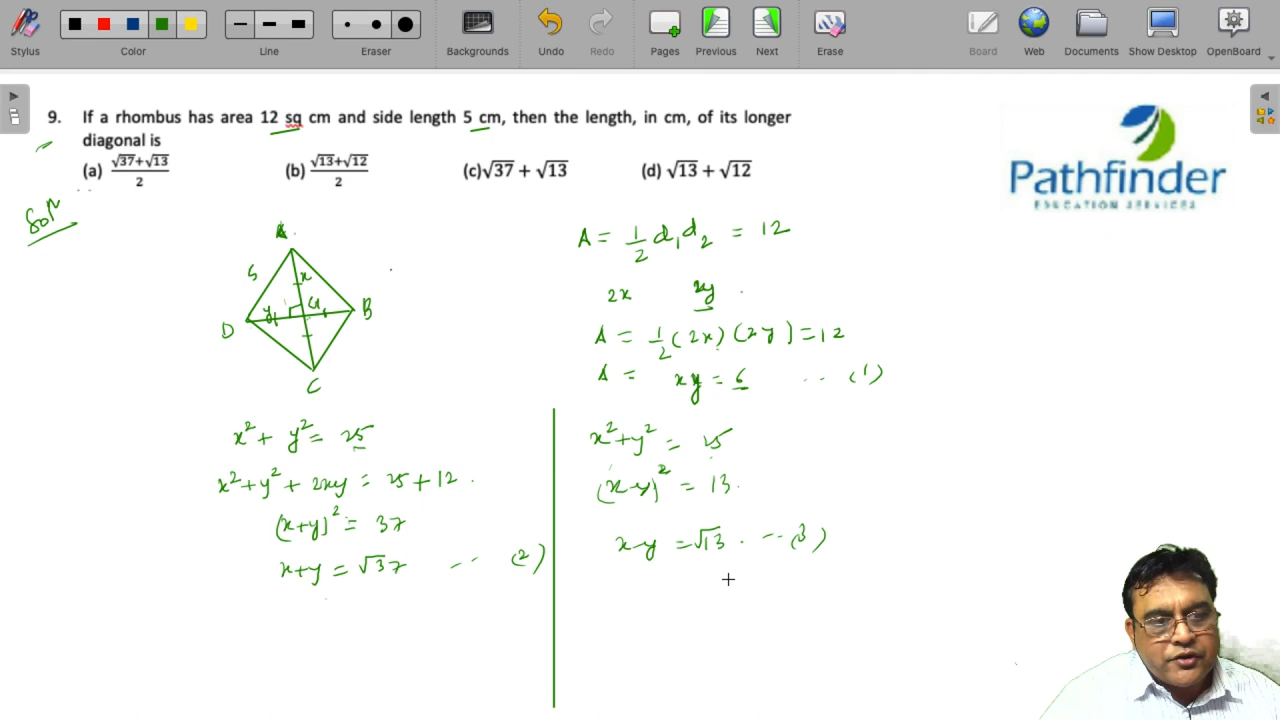 Stylus
Color
Line
Eraser
Backgrounds
Undo
Redo
Pages
Previous
Next
Erase
Board
Web
Documents
Show Desktop
OpenBoard
9. If a rhombus has area 12 sq cm and side length 5 cm, then the length, in cm, of its longer
diagonal is
(a) (√37+√13)/2 (b) (√13+√12)/2 (c)√37 + √13 (d) √13 + √12
Pathfinder
EDUCATION SERVICES
Solⁿ
A = 1/2 d₁d₂ = 12
A
5 x
2x 2y
D y B
A = 1/2 (2x) (2y) = 12
C
A = xy = 6 ... (1)
x² + y² = 25
x² + y² + 2xy = 25 + 12
(x+y)² = 37
x+y = √37 ... (2)
x² + y² = 25
(x-y)² = 13
x-y = √13 ... (3)